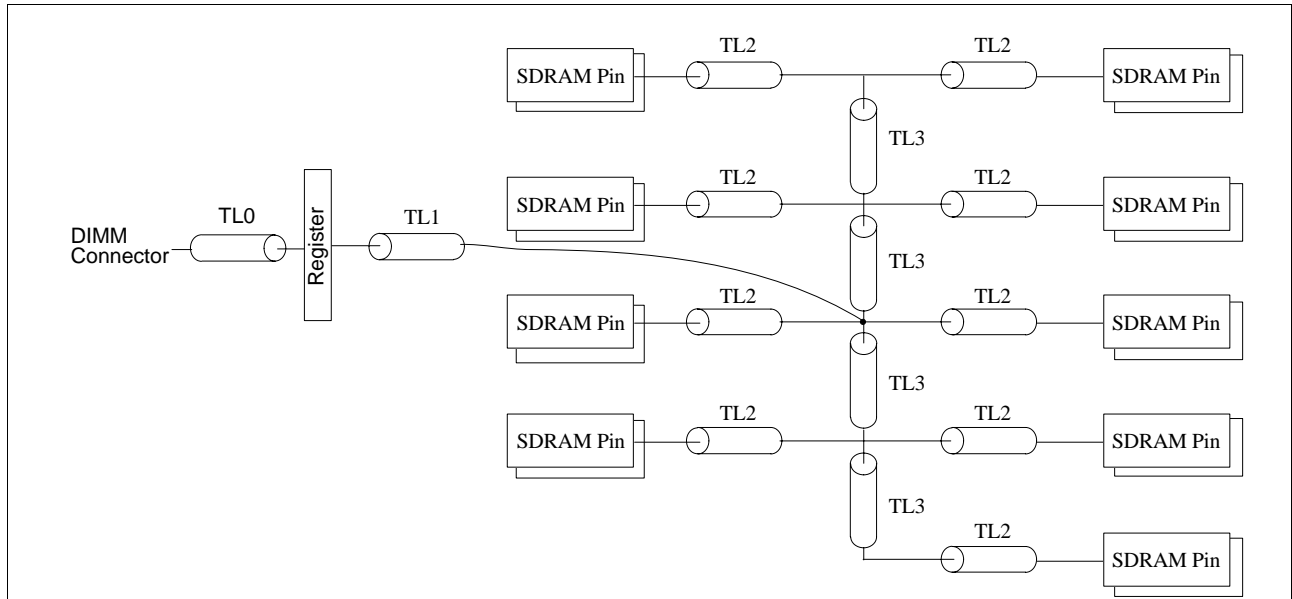 TL2 TL2
SDRAM Pin SDRAM Pin
TL3
TL2 TL2
SDRAM Pin SDRAM Pin
TL0
Register
TL1
DIMM
Connector
TL3
TL2 TL2
SDRAM Pin SDRAM Pin
TL3
TL2 TL2
SDRAM Pin SDRAM Pin
TL3
TL2
SDRAM Pin